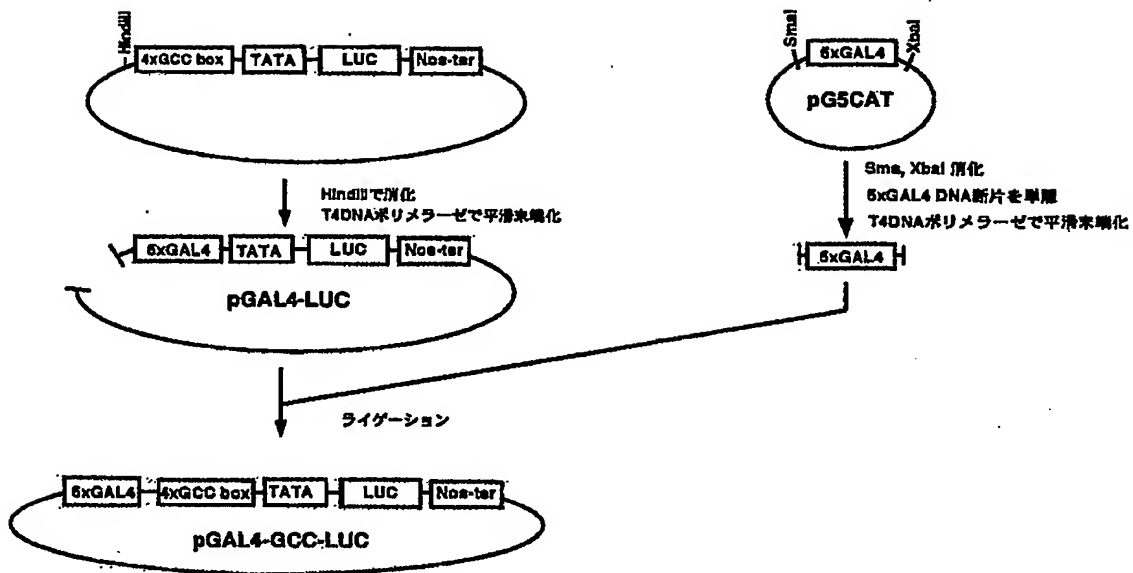 HindIII
4xGCC box TATA LUC Nos-ter
SmaI
5xGAL4
XbaI
pG5CAT
HindIIIで消化
T4DNAポリメラーゼで平滑末端化
Sma, XbaI 消化
5xGAL4 DNA断片を単離
T4DNAポリメラーゼで平滑末端化
5xGAL4 TATA LUC Nos-ter
pGAL4-LUC
5xGAL4
ライゲーション
5xGAL4 4xGCC box TATA LUC Nos-ter
pGAL4-GCC-LUC